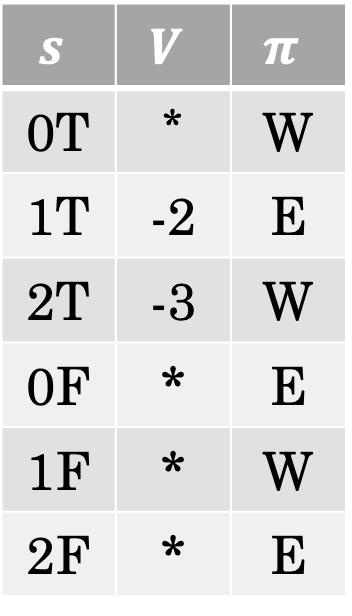 s V π
0T * W
1T -2 E
2T -3 W
0F * E
1F * W
2F * E